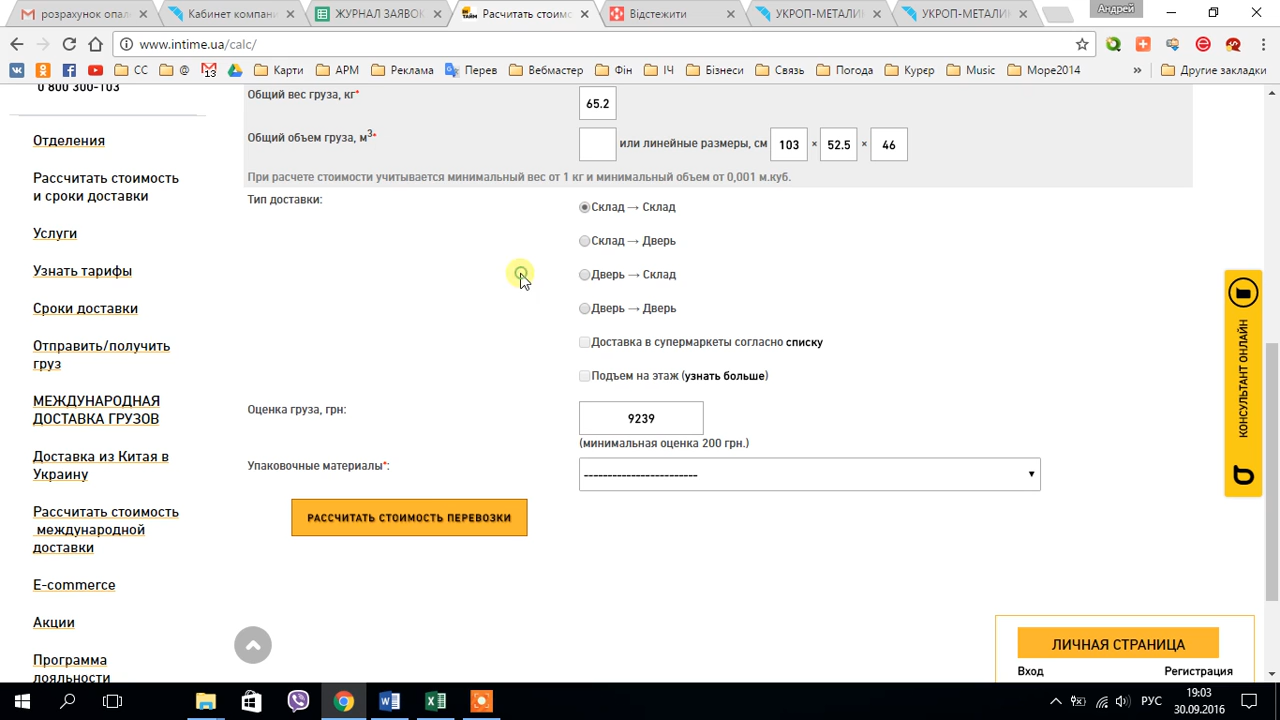 розрахунок опал
Кабинет компани
ЖУРНАЛ ЗАЯВОК
Расчитать стоимс
Відстежити
УКРОП-МЕТАЛИ
УКРОП-МЕТАЛИ
Андрей
www.intime.ua/calc/
СС
@
13
Карти
АРМ
Реклама
Перев
Вебмастер
Фін
ІЧ
Бізнеси
Связь
Погода
Курєр
Music
Море2014
»
Другие закладки
0 800 300-103
Отделения
Рассчитать стоимость
и сроки доставки
Услуги
Узнать тарифы
Сроки доставки
Отправить/получить
груз
МЕЖДУНАРОДНАЯ
ДОСТАВКА ГРУЗОВ
Доставка из Китая в
Украину
Рассчитать стоимость
международной
доставки
E-commerce
Акции
Программа
лояльности
Общий вес груза, кг*
65.2
Общий объем груза, м3*
или линейные размеры, см 103 × 52.5 × 46
При расчете стоимости учитывается минимальный вес от 1 кг и минимальный объем от 0,001 м.куб.
Тип доставки:
Склад → Склад
Склад → Дверь
Дверь → Склад
Дверь → Дверь
Доставка в супермаркеты согласно списку
Подъем на этаж (узнать больше)
Оценка груза, грн:
9239
(минимальная оценка 200 грн.)
Упаковочные материалы*:
------------------------
РАССЧИТАТЬ СТОИМОСТЬ ПЕРЕВОЗКИ
КОНСУЛЬТАНТ ОНЛАЙН
ЛИЧНАЯ СТРАНИЦА
Вход
Регистрация
РУС
19:03
30.09.2016